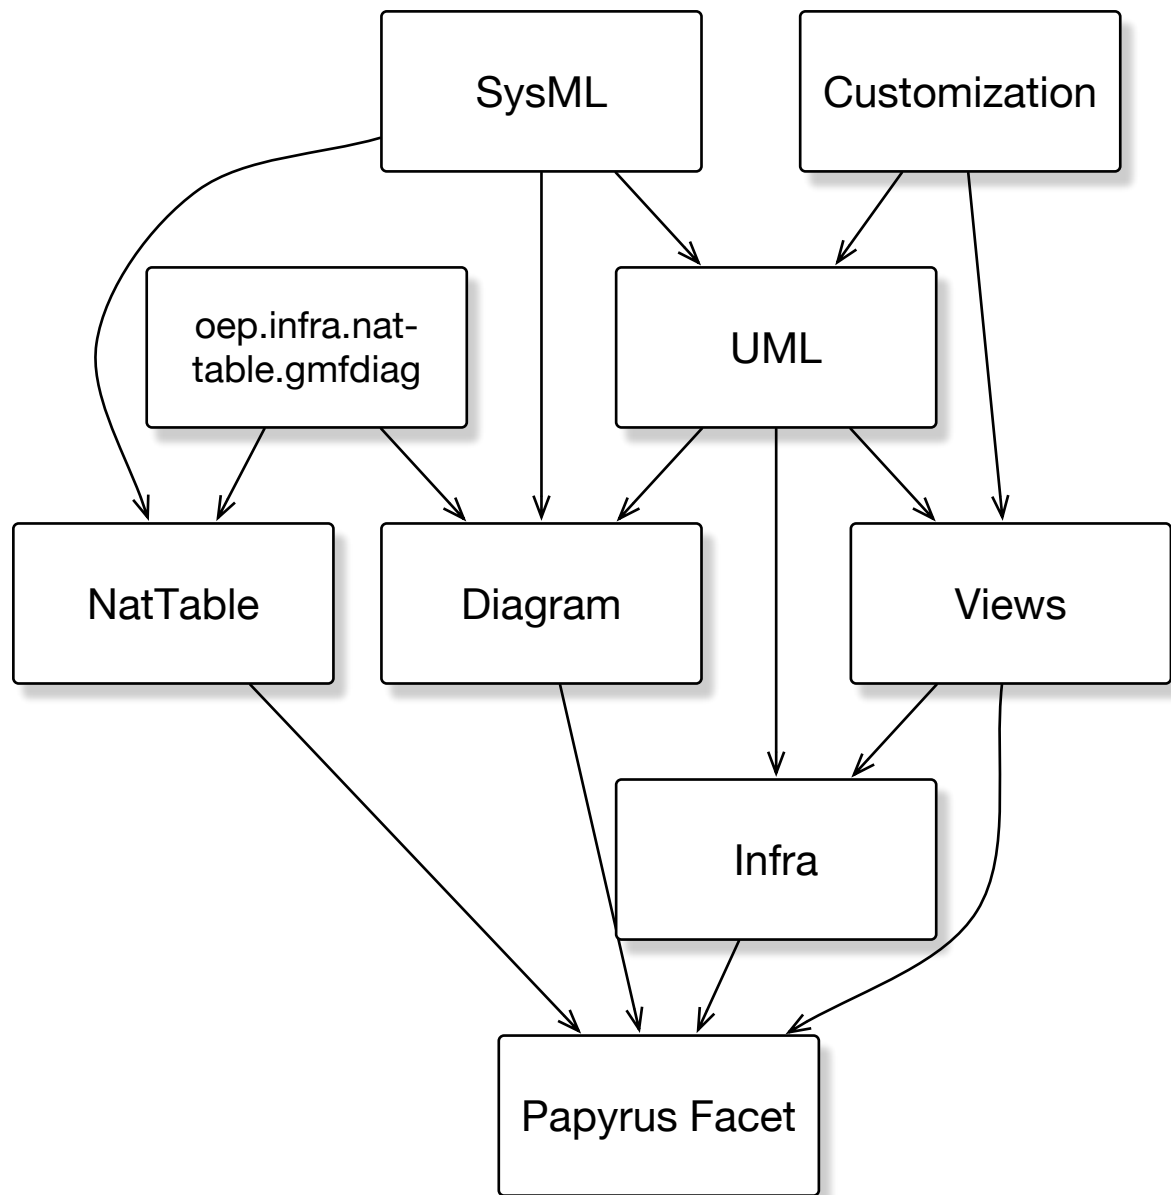 SysML
Customization
oep.infra.nat-
table.gmfdiag
UML
NatTable
Diagram
Views
Infra
Papyrus Facet